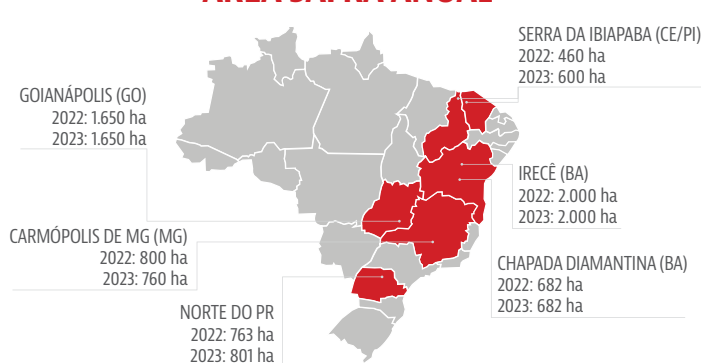 ÁREA SAFRA ANUAL
SERRA DA IBIAPABA (CE/PI)
2022: 460 ha
2023: 600 ha
GOIANÁPOLIS (GO)
2022: 1.650 ha
2023: 1.650 ha
IRECÊ (BA)
2022: 2.000 ha
2023: 2.000 ha
CARMÓPOLIS DE MG (MG)
2022: 800 ha
2023: 760 ha
CHAPADA DIAMANTINA (BA)
2022: 682 ha
2023: 682 ha
NORTE DO PR
2022: 763 ha
2023: 801 ha